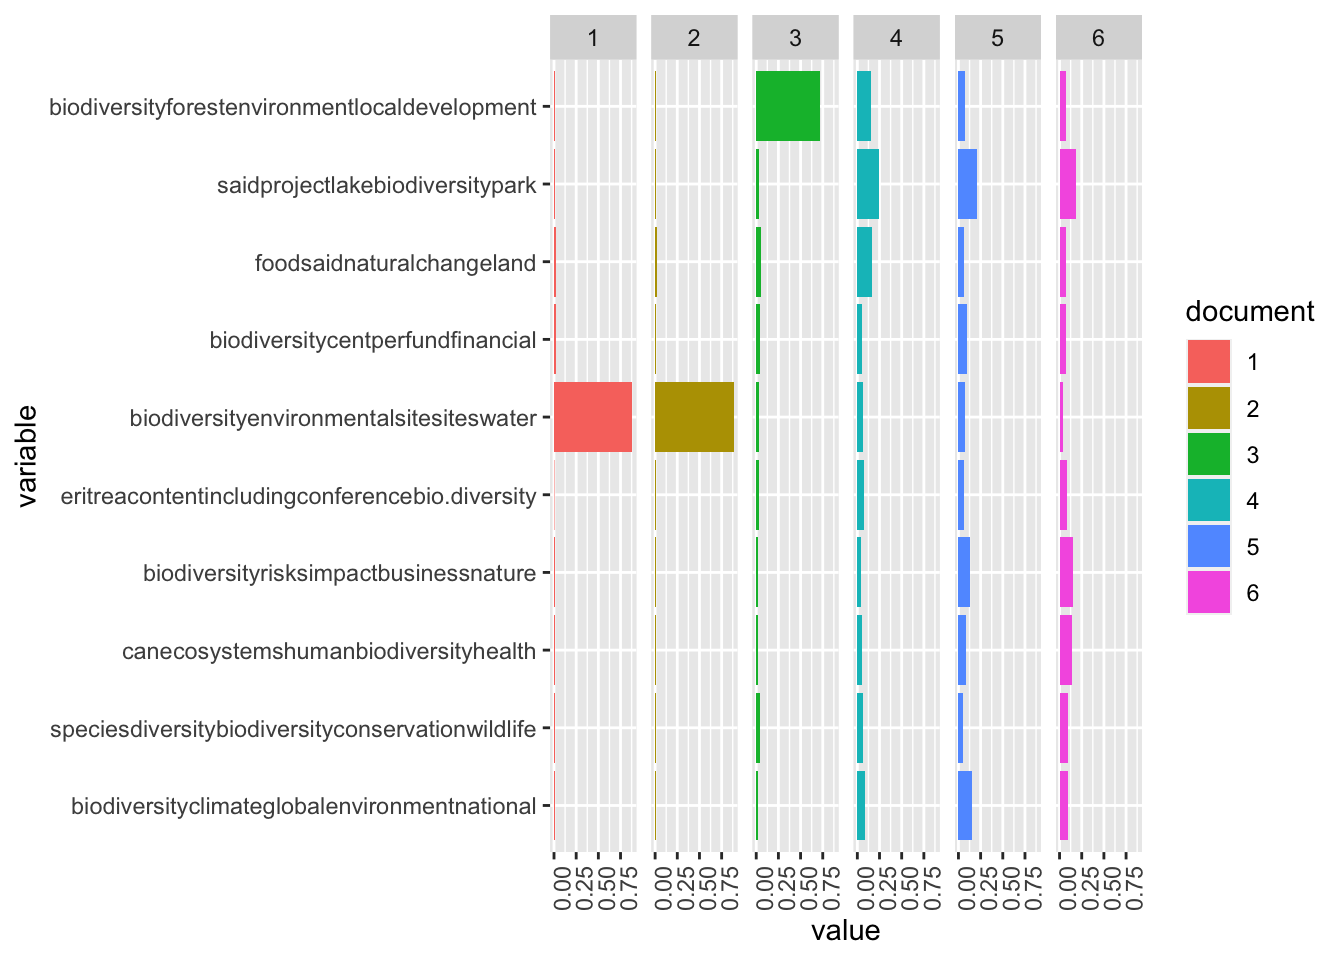 1 2 3 4 5 6
biodiversityforestenvironmentlocaldevelopment
saidprojectlakebiodiversitypark
foodsaidnaturalchangeland
biodiversitycentperfundfinancial
biodiversityenvironmentalsitesiteswater
eritreacontentincludingconferencebio.diversity
biodiversityrisksimpactbusinessnature
canecosystemshumanbiodiversityhealth
speciesdiversitybiodiversityconservationwildlife
biodiversityclimateglobalenvironmentnational
variable
0.00 0.25 0.50 0.75 0.00 0.25 0.50 0.75 0.00 0.25 0.50 0.75 0.00 0.25 0.50 0.75 0.00 0.25 0.50 0.75 0.00 0.25 0.50 0.75
value
document
1
2
3
4
5
6